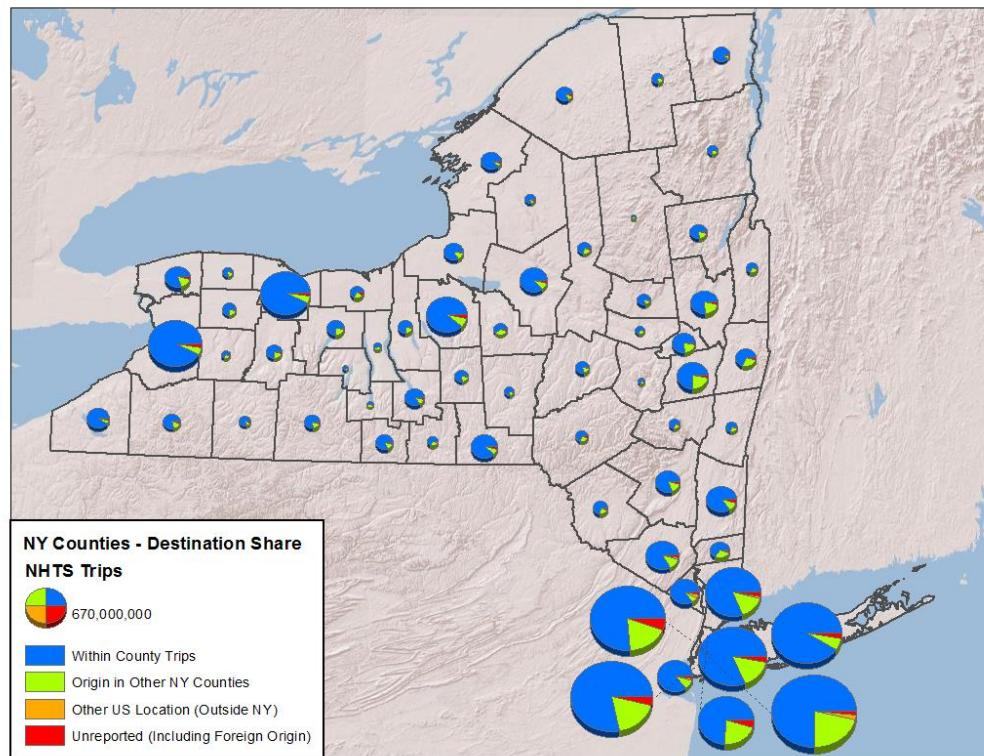 NY Counties - Destination Share
NHTS Trips
670,000,000
Within County Trips
Origin in Other NY Counties
Other US Location (Outside NY)
Unreported (Including Foreign Origin)